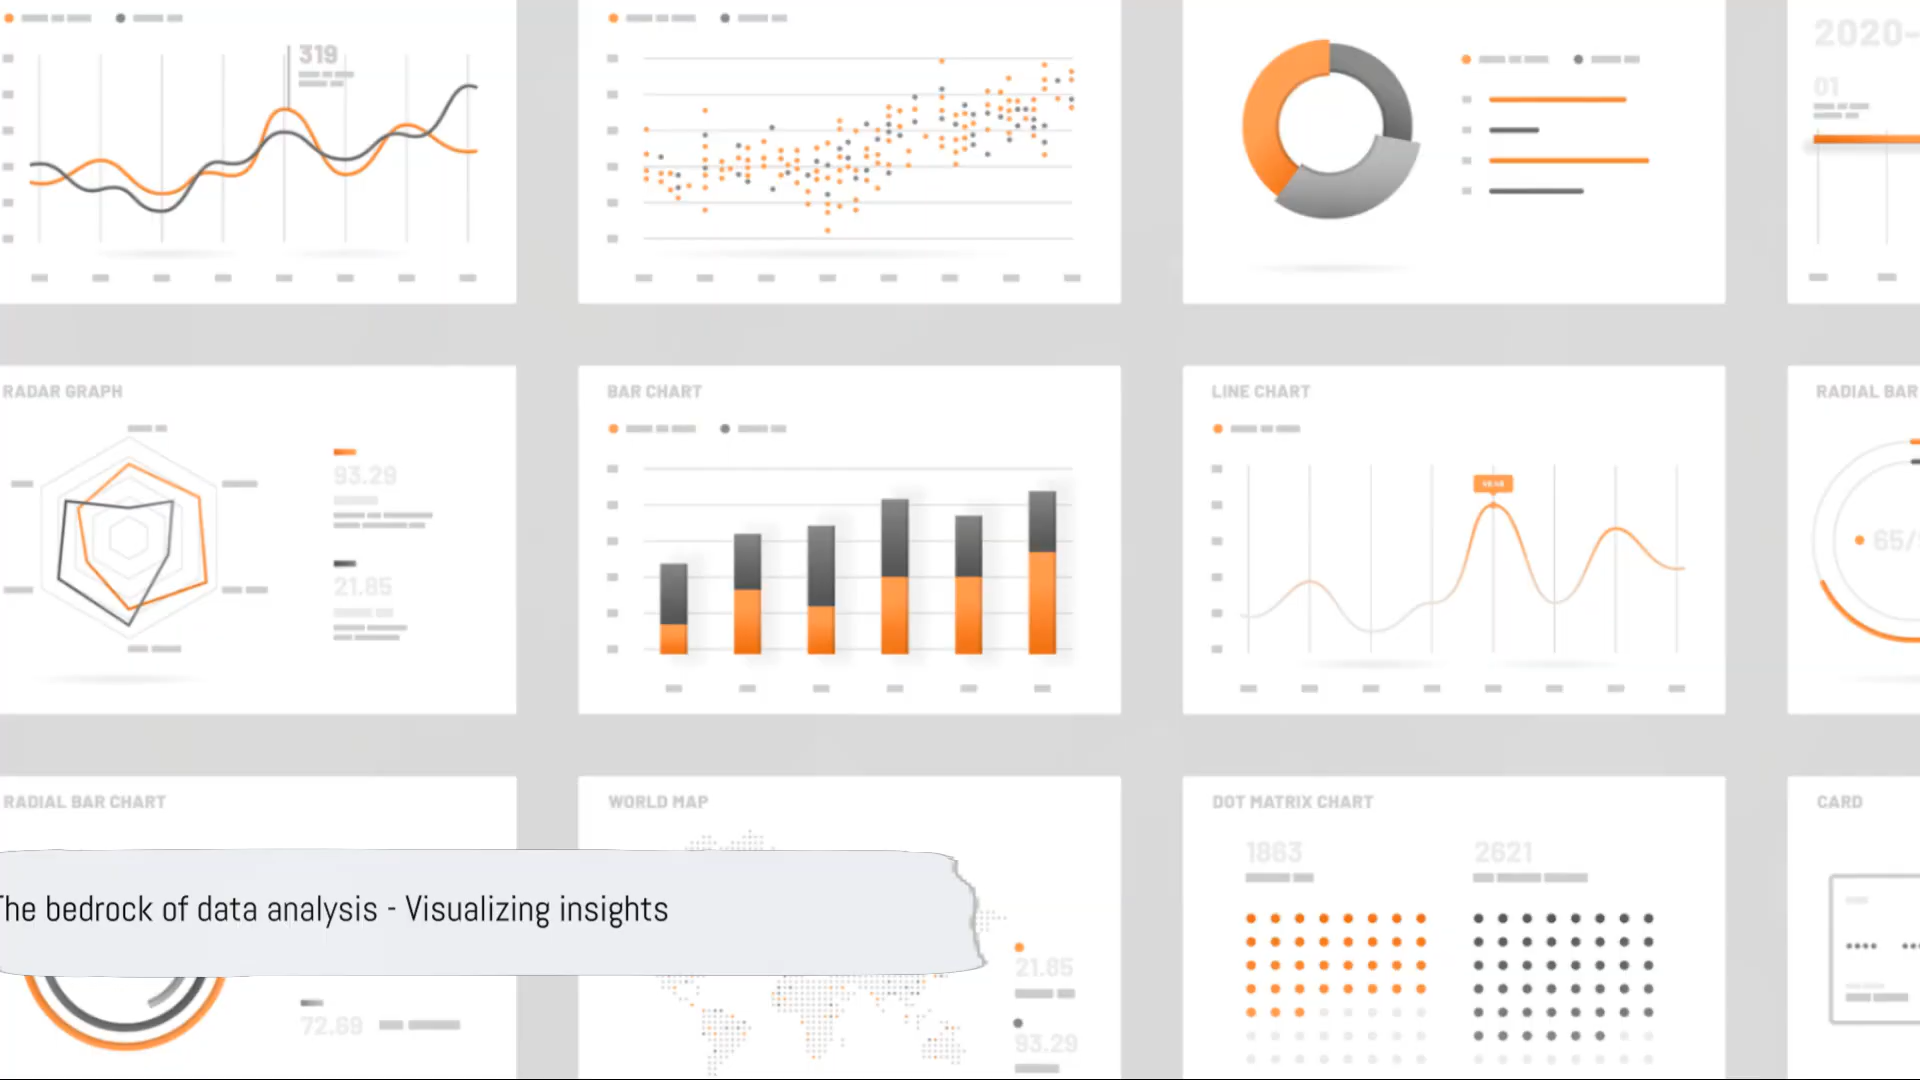 319
2020-
01
RADAR GRAPH
93.29
21.85
BAR CHART
LINE CHART
RADIAL BAR
65/
RADIAL BAR CHART
72.69
WORLD MAP
21.85
93.29
DOT MATRIX CHART
1863
2621
CARD
The bedrock of data analysis - Visualizing insights